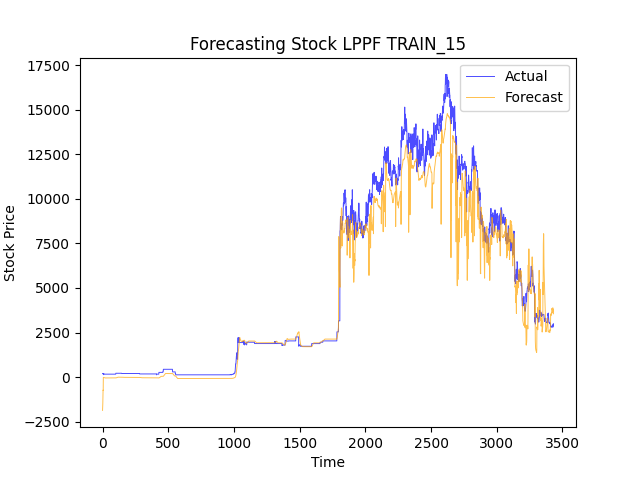 Forecasting Stock LPPF TRAIN_15
17500
15000
12500
10000
7500
5000
2500
0
−2500
Stock Price
Actual
Forecast
0 500 1000 1500 2000 2500 3000 3500
Time